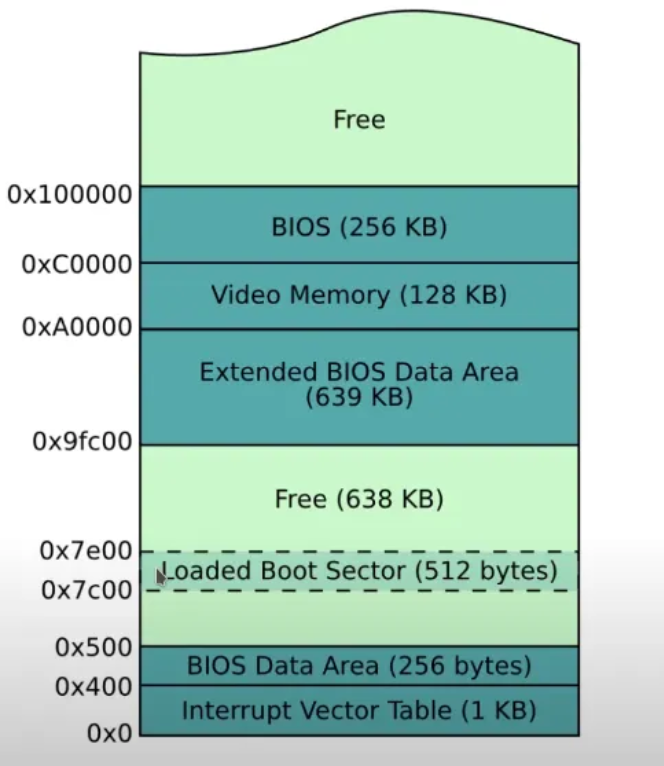 Free
0x100000
BIOS (256 KB)
0xC0000
Video Memory (128 KB)
0xA0000
Extended BIOS Data Area
(639 KB)
0x9fc00
Free (638 KB)
0x7e00
Loaded Boot Sector (512 bytes)
0x7c00
0x500
BIOS Data Area (256 bytes)
0x400
Interrupt Vector Table (1 KB)
0x0